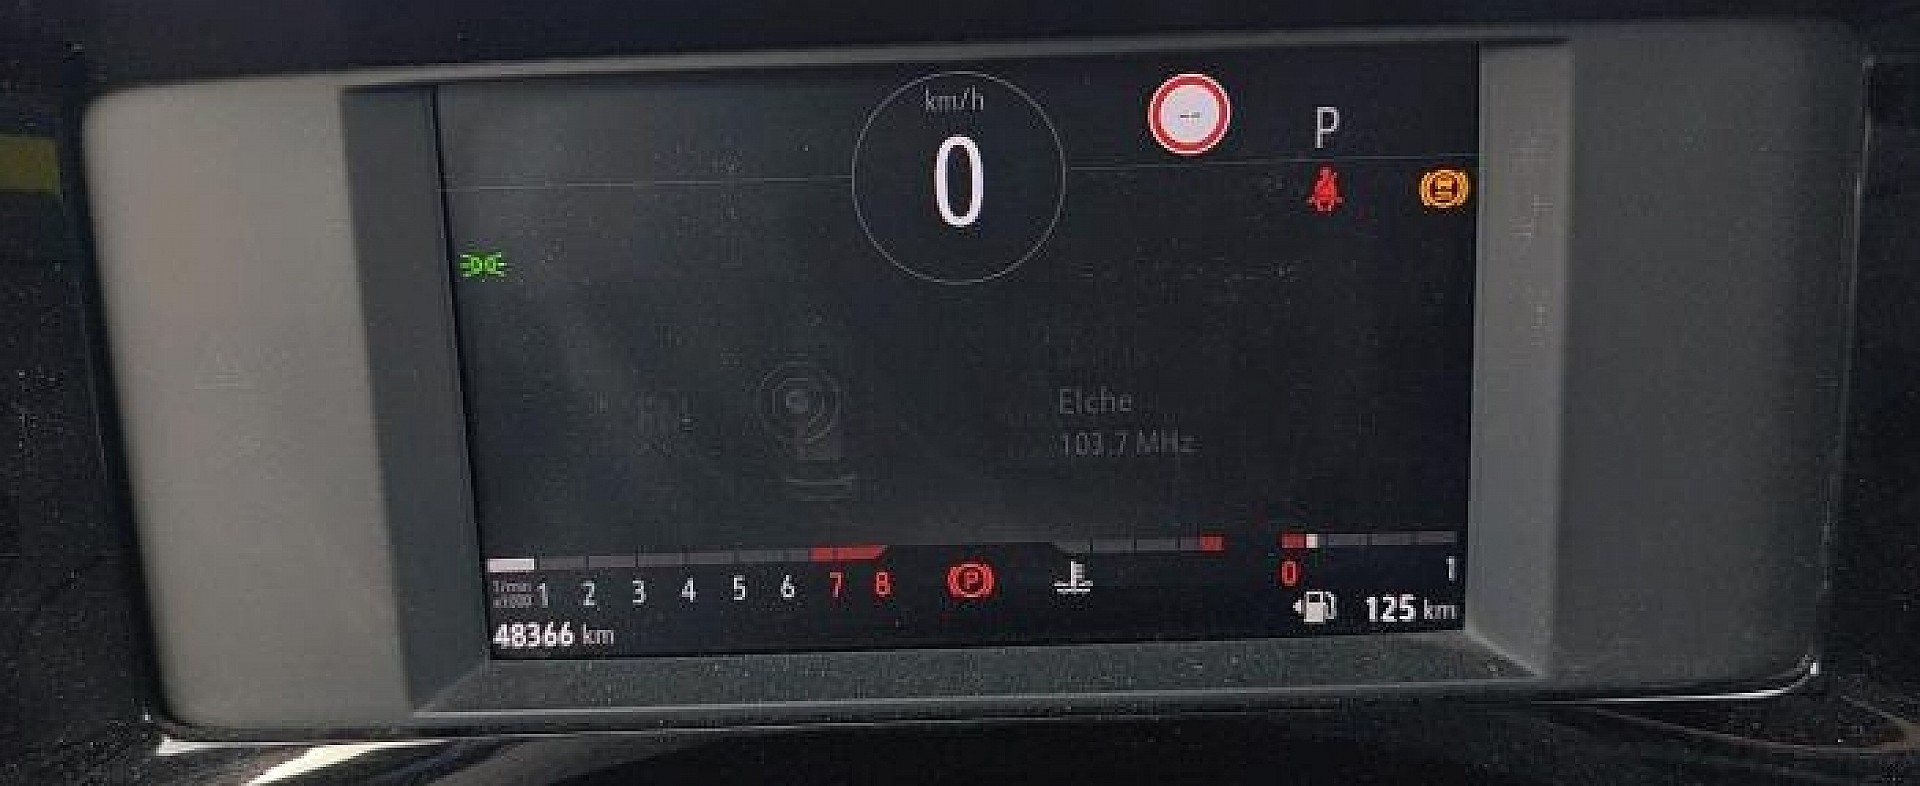 km/h
0
--
P
Elche
103.7 MHz
1/min
x1000 1 2 3 4 5 6 7 8
P
0 1
48366 km
125 km